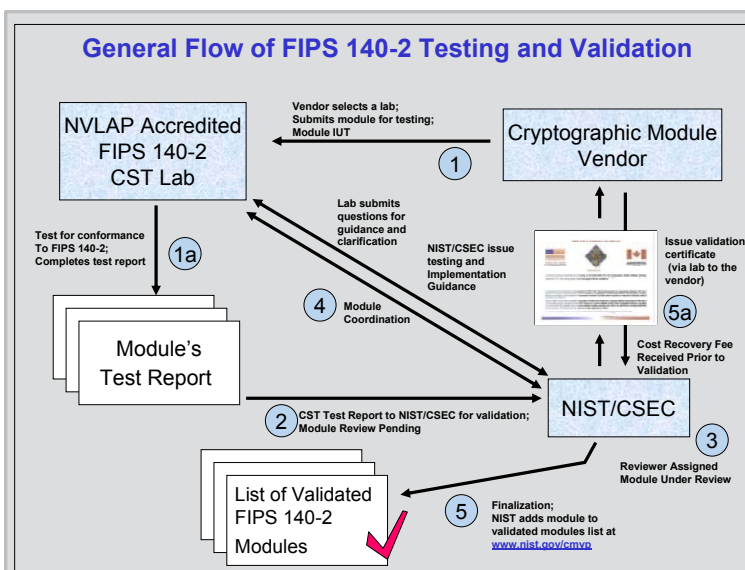 General Flow of FIPS 140-2 Testing and Validation
NVLAP Accredited
FIPS 140-2
CST Lab
Vendor selects a lab;
Submits module for testing;
Module IUT
1
Cryptographic Module
Vendor
Test for conformance
To FIPS 140-2;
Completes test report
1a
Lab submits
questions for
guidance and
clarification
NIST/CSEC issue
testing and
Implementation
Guidance
Issue validation
certificate
(via lab to the
vendor)
5a
4
Module
Coordination
Module's
Test Report
Cost Recovery Fee
Received Prior to
Validation
2
CST Test Report to NIST/CSEC for validation;
Module Review Pending
NIST/CSEC
3
Reviewer Assigned
Module Under Review
List of Validated
FIPS 140-2
Modules
5
Finalization;
NIST adds module to
validated modules list at
www.nist.gov/cmvp